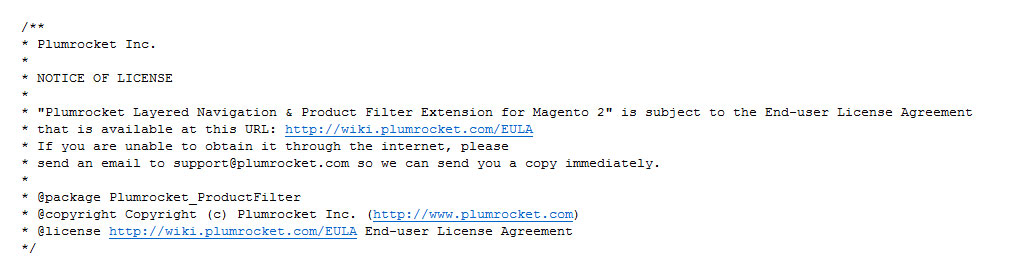 /**
* Plumrocket Inc.
*
* NOTICE OF LICENSE
*
* "Plumrocket Layered Navigation & Product Filter Extension for Magento 2" is subject to the End-user License Agreement
* that is available at this URL: http://wiki.plumrocket.com/EULA
* If you are unable to obtain it through the internet, please
* send an email to support@plumrocket.com so we can send you a copy immediately.
*
* @package Plumrocket_ProductFilter
* @copyright Copyright (c) Plumrocket Inc. (http://www.plumrocket.com)
* @license http://wiki.plumrocket.com/EULA End-user License Agreement
*/